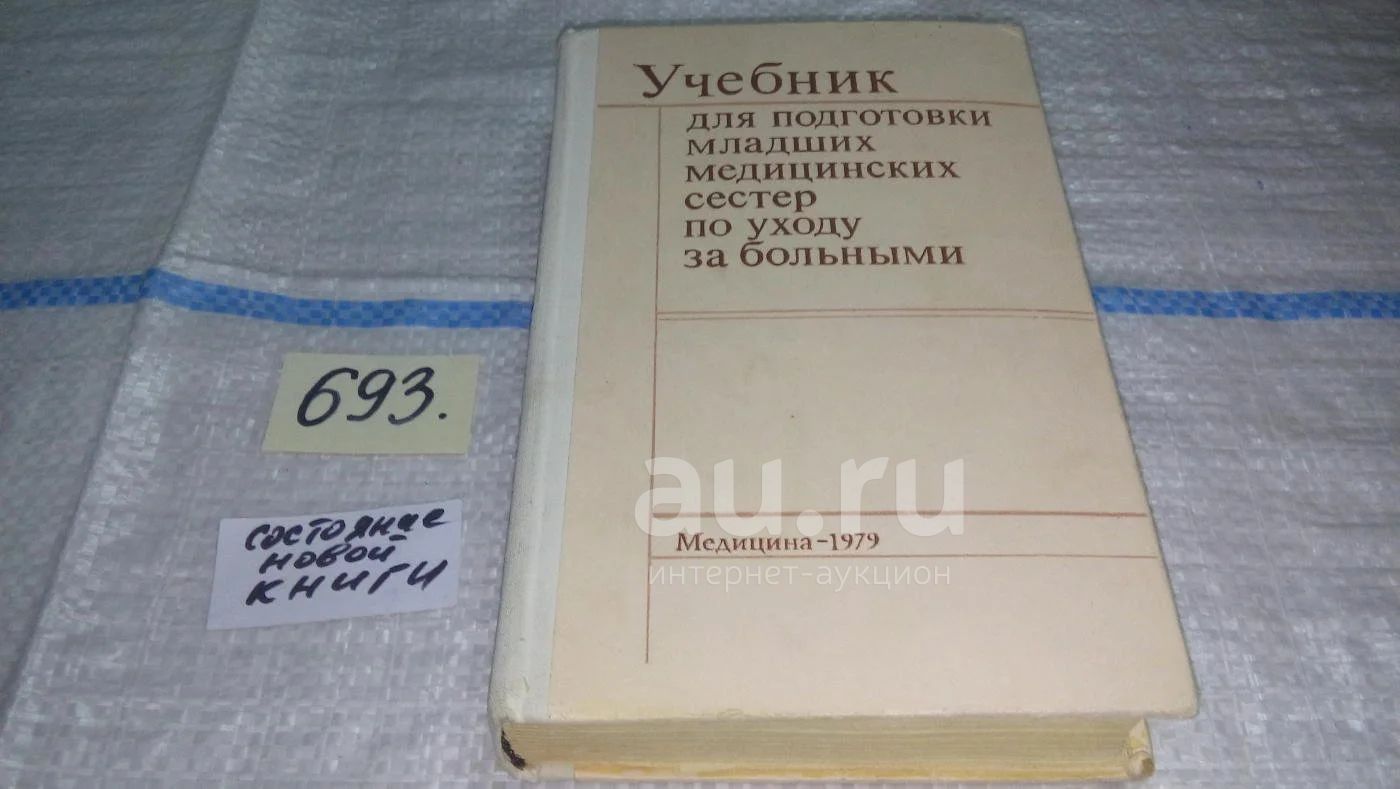 Учебник
для подготовки
младших
медицинских
сестер
по уходу
за больными
693.
состояние
новой
книги
au.ru
Медицина-1979
интернет-аукцион